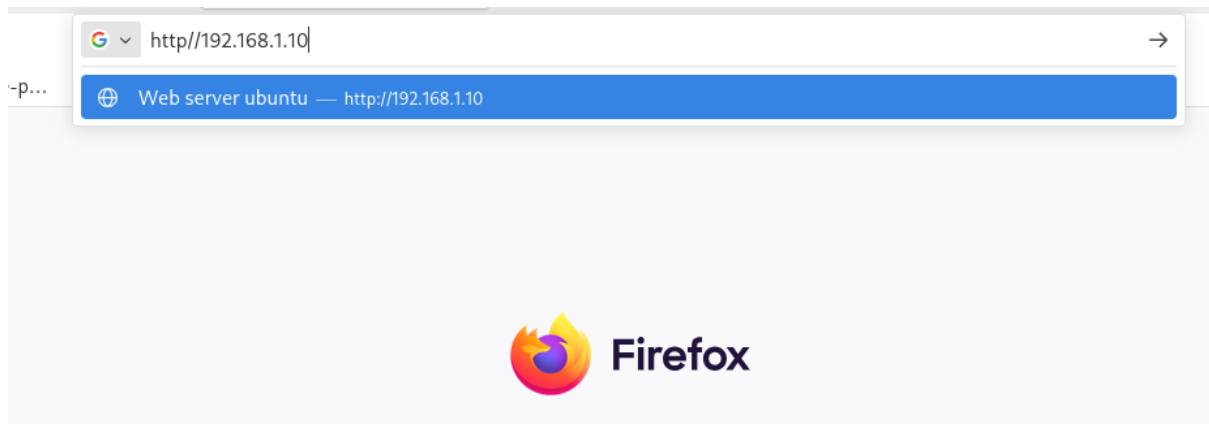 http//192.168.1.10
-p...
Web server ubuntu — http://192.168.1.10
Firefox